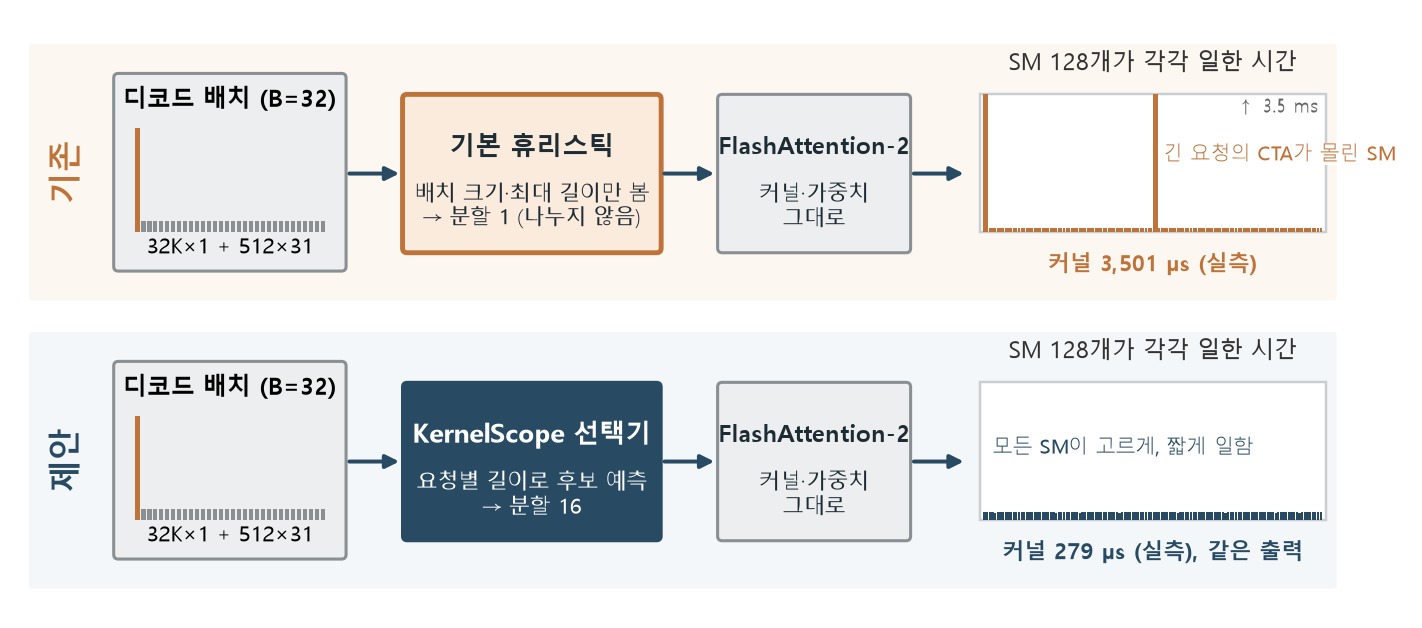 기존
디코드 배치 (B=32)
32K×1 + 512×31
기본 휴리스틱
배치 크기·최대 길이만 봄
→ 분할 1 (나누지 않음)
FlashAttention-2
커널·가중치
그대로
SM 128개가 각각 일한 시간
↑ 3.5 ms
긴 요청의 CTA가 몰린 SM
커널 3,501 μs (실측)
제안
디코드 배치 (B=32)
32K×1 + 512×31
KernelScope 선택기
요청별 길이로 후보 예측
→ 분할 16
FlashAttention-2
커널·가중치
그대로
SM 128개가 각각 일한 시간
모든 SM이 고르게, 짧게 일함
커널 279 μs (실측), 같은 출력